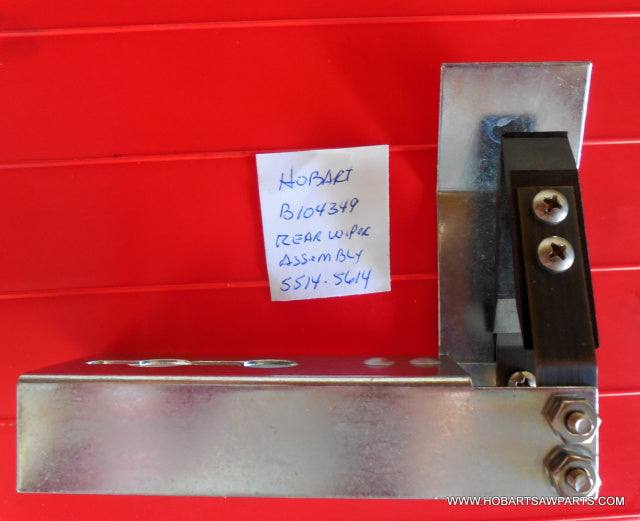 HOBART
B104349
REAR WIPER
ASSEMBLY
5514-5614
WWW.HOBARTSAWPARTS.COM